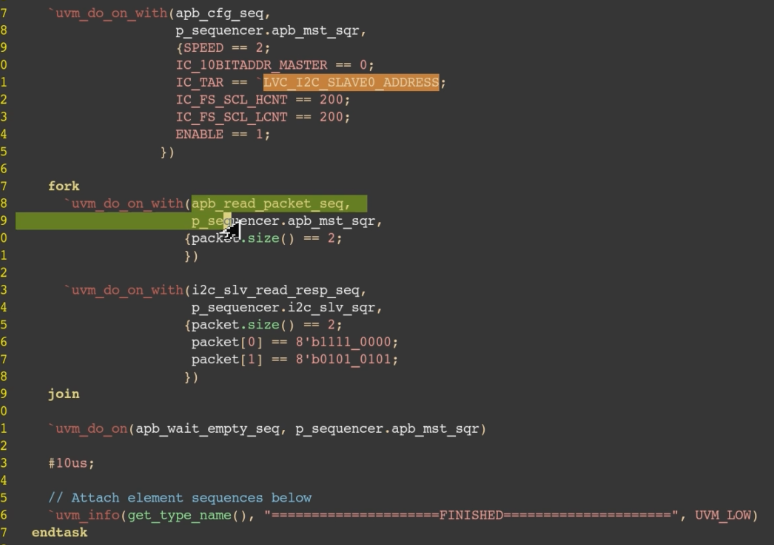 7 `uvm_do_on_with(apb_cfg_seq,
8 p_sequencer.apb_mst_sqr,
9 {SPEED == 2;
0 IC_10BITADDR_MASTER == 0;
1 IC_TAR == `LVC_I2C_SLAVE0_ADDRESS;
2 IC_FS_SCL_HCNT == 200;
3 IC_FS_SCL_LCNT == 200;
4 ENABLE == 1;
5 })
6
7 fork
8 `uvm_do_on_with(apb_read_packet_seq,
9 p_sequencer.apb_mst_sqr,
0 {packet.size() == 2;
1 })
2
3 `uvm_do_on_with(i2c_slv_read_resp_seq,
4 p_sequencer.i2c_slv_sqr,
5 {packet.size() == 2;
6 packet[0] == 8'b1111_0000;
7 packet[1] == 8'b0101_0101;
8 })
9 join
0
1 `uvm_do_on(apb_wait_empty_seq, p_sequencer.apb_mst_sqr)
2
3 #10us;
4
5 // Attach element sequences below
6 `uvm_info(get_type_name(), "=====================FINISHED=====================", UVM_LOW)
7 endtask